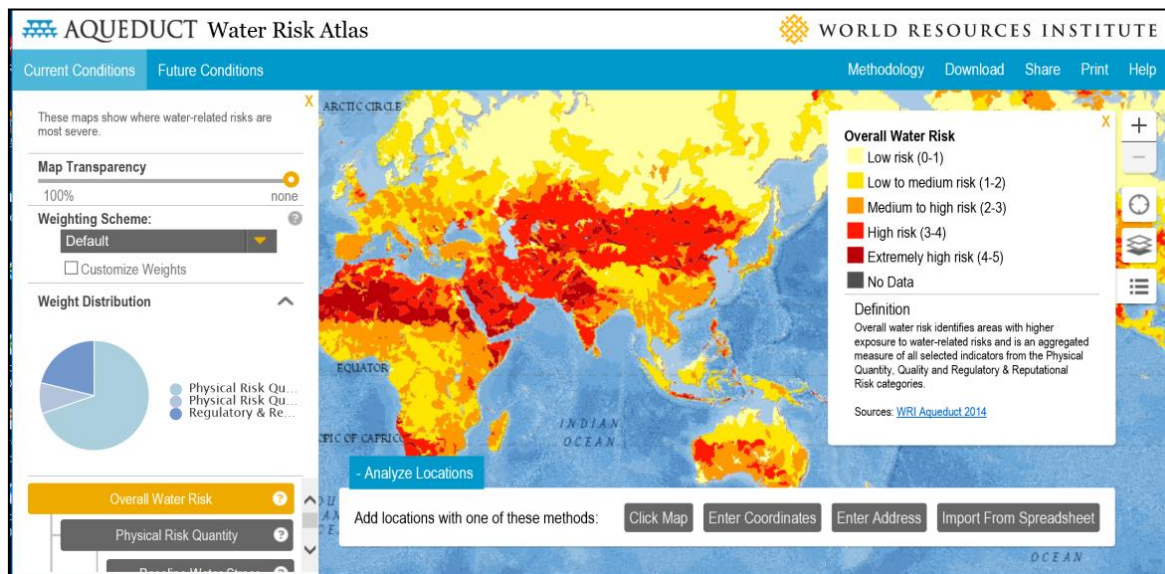 AQUEDUCT Water Risk Atlas
WORLD RESOURCES INSTITUTE
Current Conditions
Future Conditions
Methodology
Download
Share
Print
Help
X
These maps show where water-related risks are
most severe.
Map Transparency
100%
none
Weighting Scheme:
?
Default
Customize Weights
Weight Distribution
Physical Risk Qu...
Physical Risk Qu...
Regulatory & Re...
Overall Water Risk
?
Physical Risk Quantity
?
Baseline Water Stress
ARCTIC CIRCLE
EQUATOR
OPIC OF CAPRICO
INDIAN
OCEAN
OCEAN
X
Overall Water Risk
Low risk (0-1)
Low to medium risk (1-2)
Medium to high risk (2-3)
High risk (3-4)
Extremely high risk (4-5)
No Data
Definition
Overall water risk identifies areas with higher
exposure to water-related risks and is an aggregated
measure of all selected indicators from the Physical
Quantity, Quality and Regulatory & Reputational
Risk categories.
Sources: WRI Aqueduct 2014
+
-
- Analyze Locations
Add locations with one of these methods:
Click Map
Enter Coordinates
Enter Address
Import From Spreadsheet